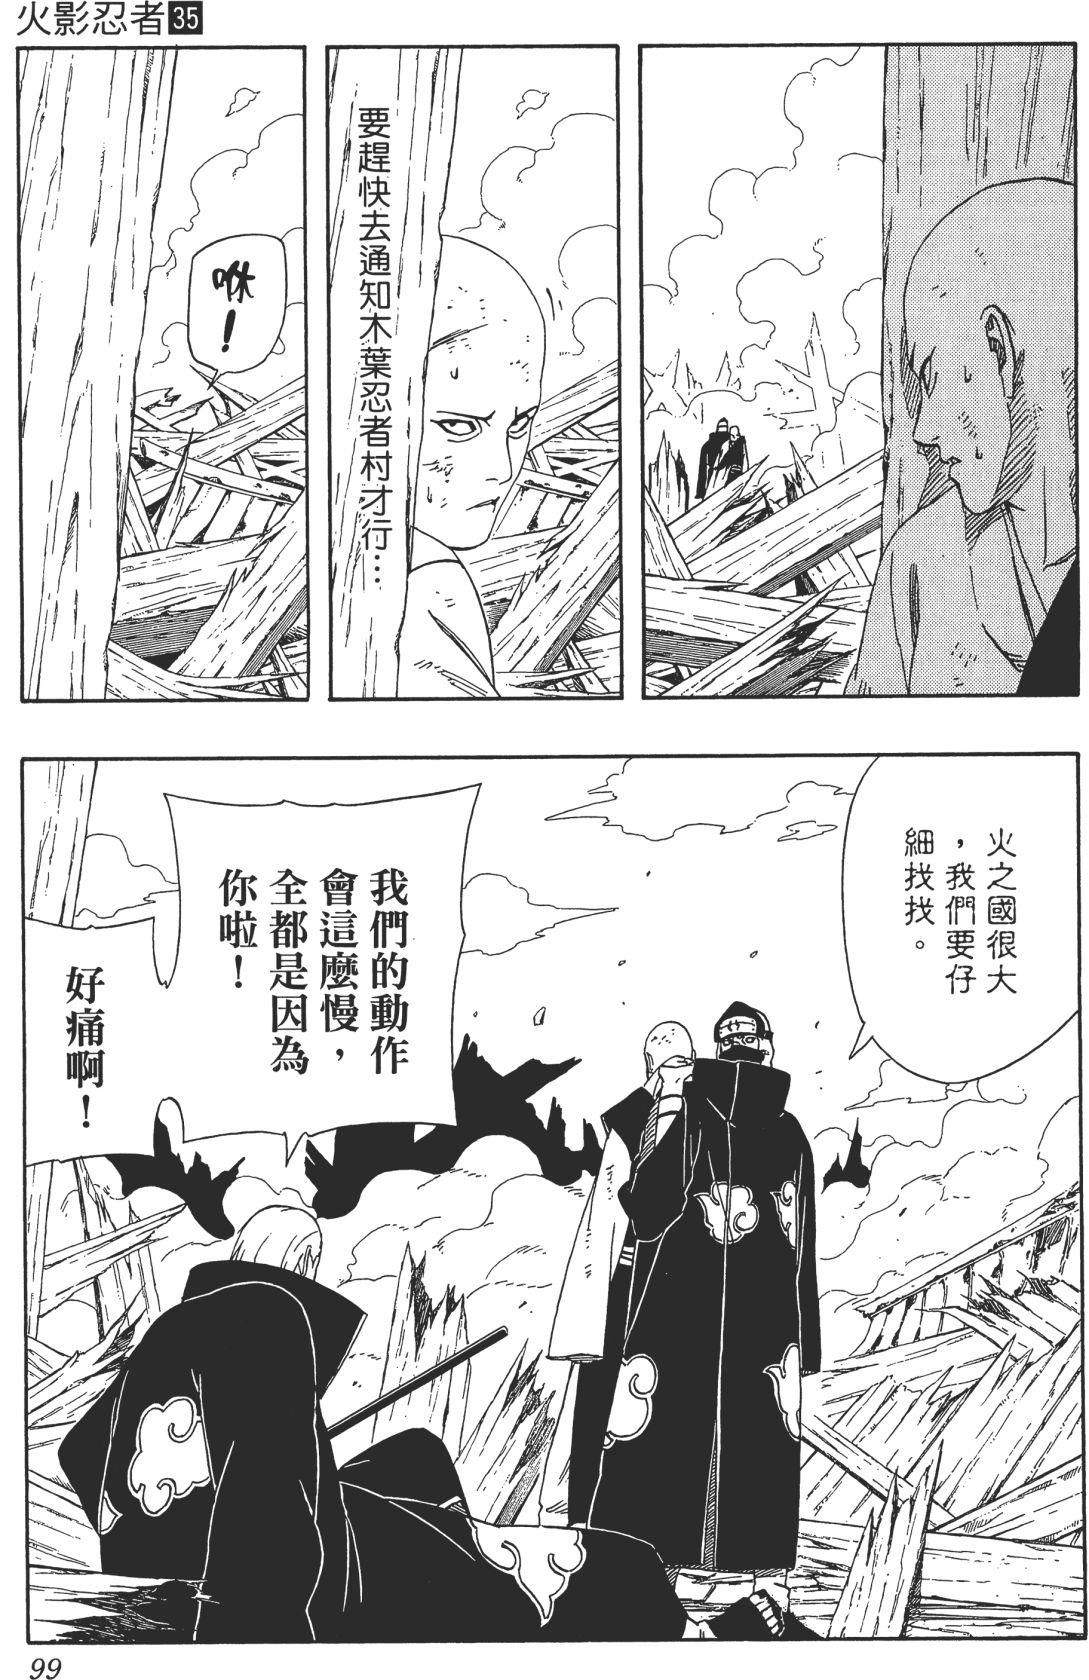 火影忍者35
要趕快去通知木葉忍者村才行…
咻！
火之國很大
，我們要仔
細找找。
我們的動作
會這麼慢，
全都是因為
你啦！
好痛啊！
99